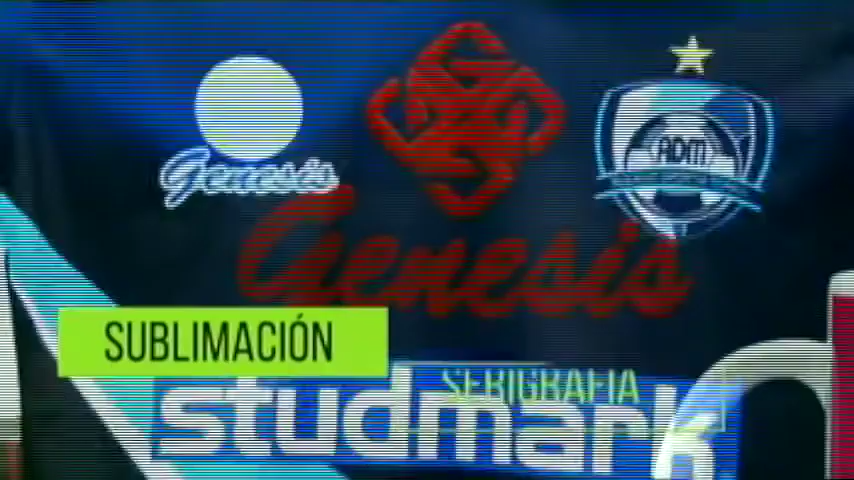 ADM
Genesis
Genesis
SUBLIMACIÓN
SERIGRAFIA
studmark